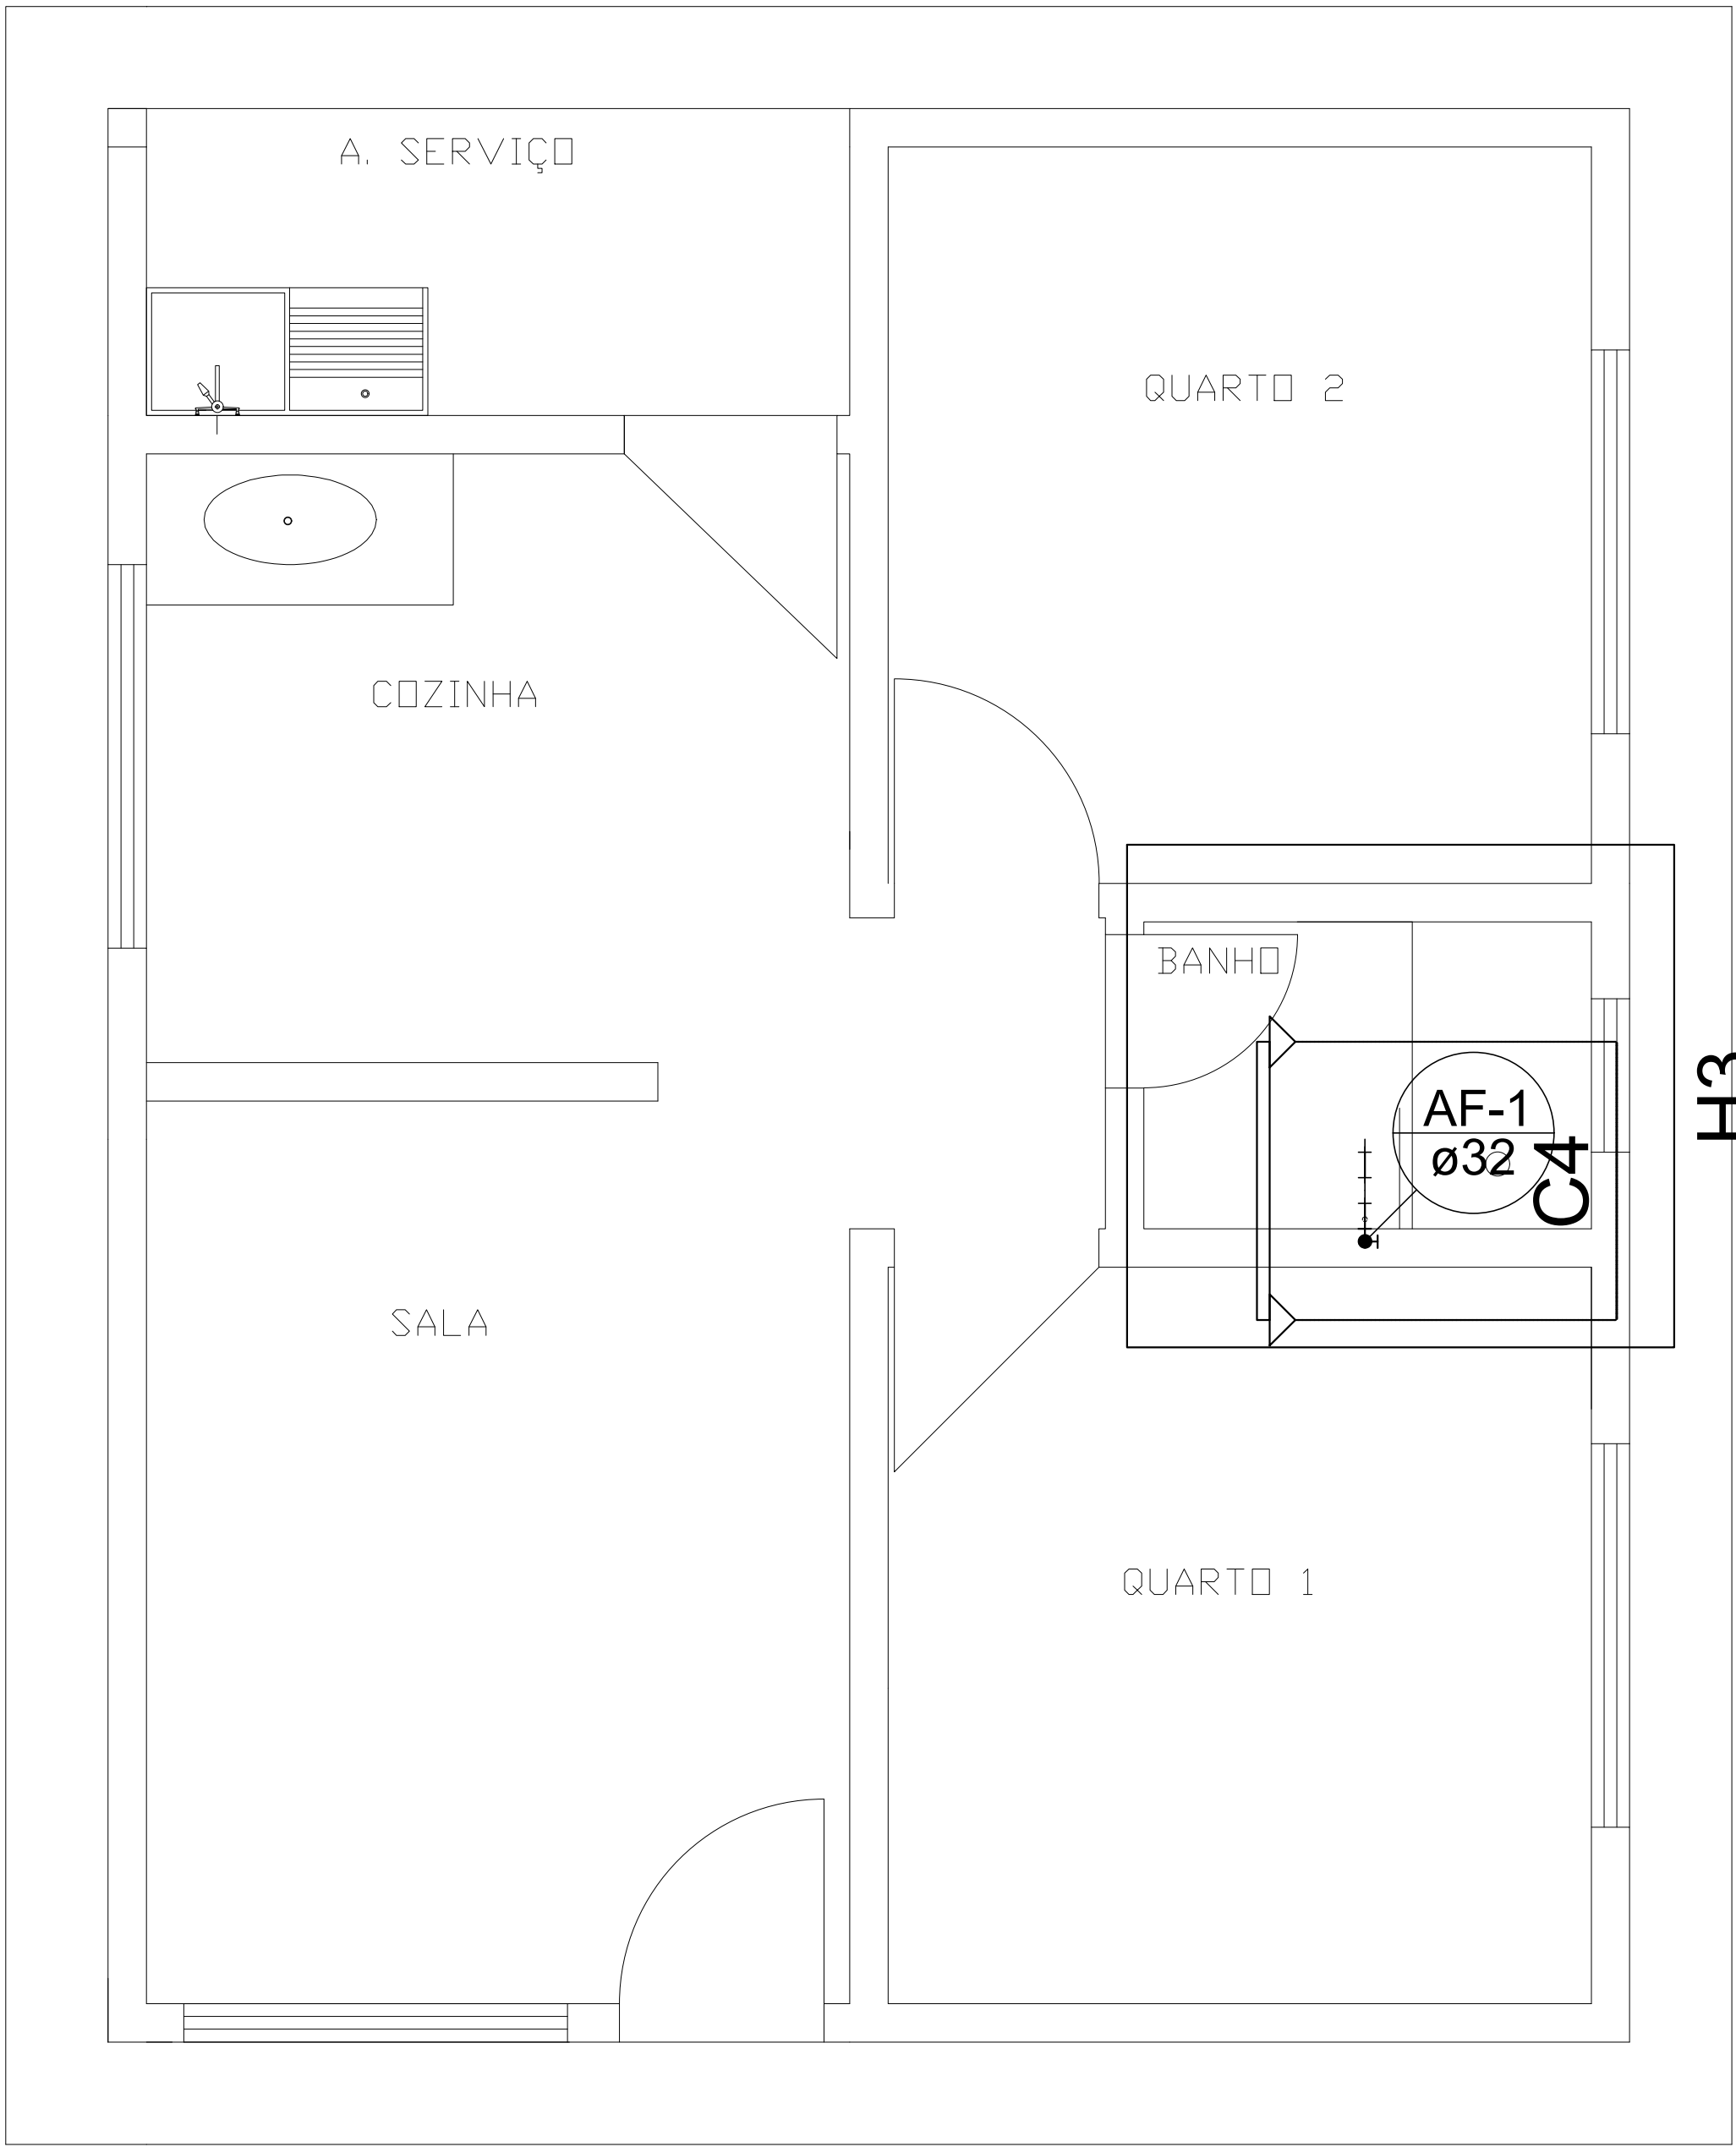 A. SERVIÇO
QUARTO 2
COZINHA
BANHO
AF-1
ø32
C4
H3
SALA
QUARTO 1